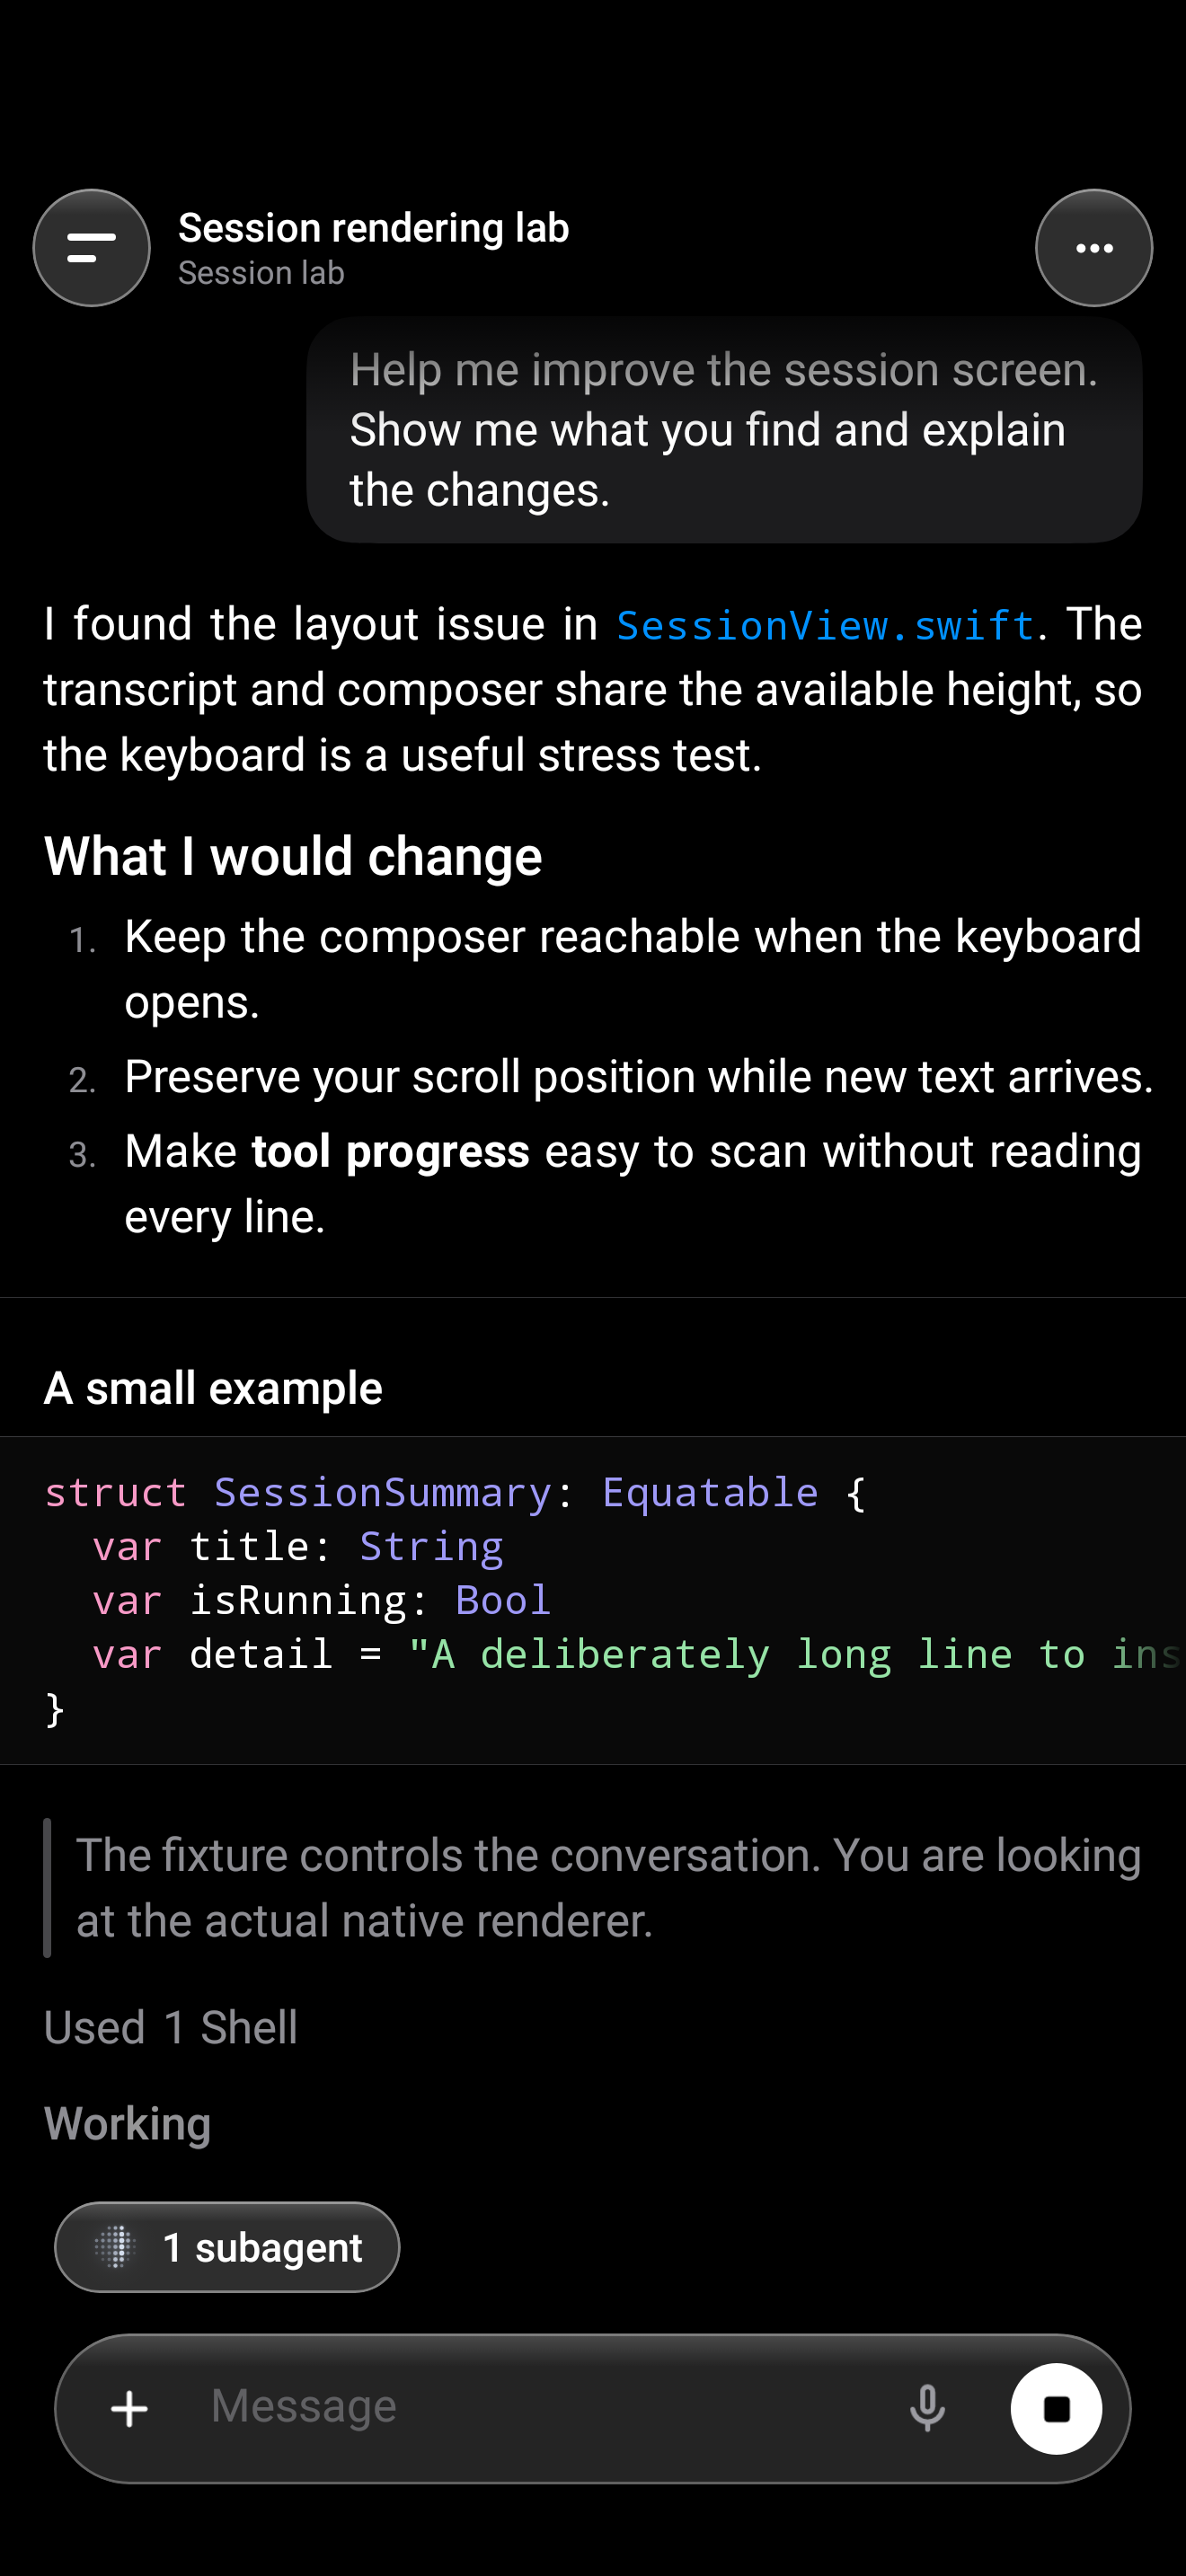 Session rendering lab
Session lab
Help me improve the session screen.
Show me what you find and explain
the changes.
I found the layout issue in SessionView.swift. The
transcript and composer share the available height, so
the keyboard is a useful stress test.
What I would change
1. Keep the composer reachable when the keyboard
opens.
2. Preserve your scroll position while new text arrives.
3. Make tool progress easy to scan without reading
every line.
A small example
struct SessionSummary: Equatable {
  var title: String
  var isRunning: Bool
  var detail = "A deliberately long line to ins
}
The fixture controls the conversation. You are looking
at the actual native renderer.
Used 1 Shell
Working
1 subagent
Message